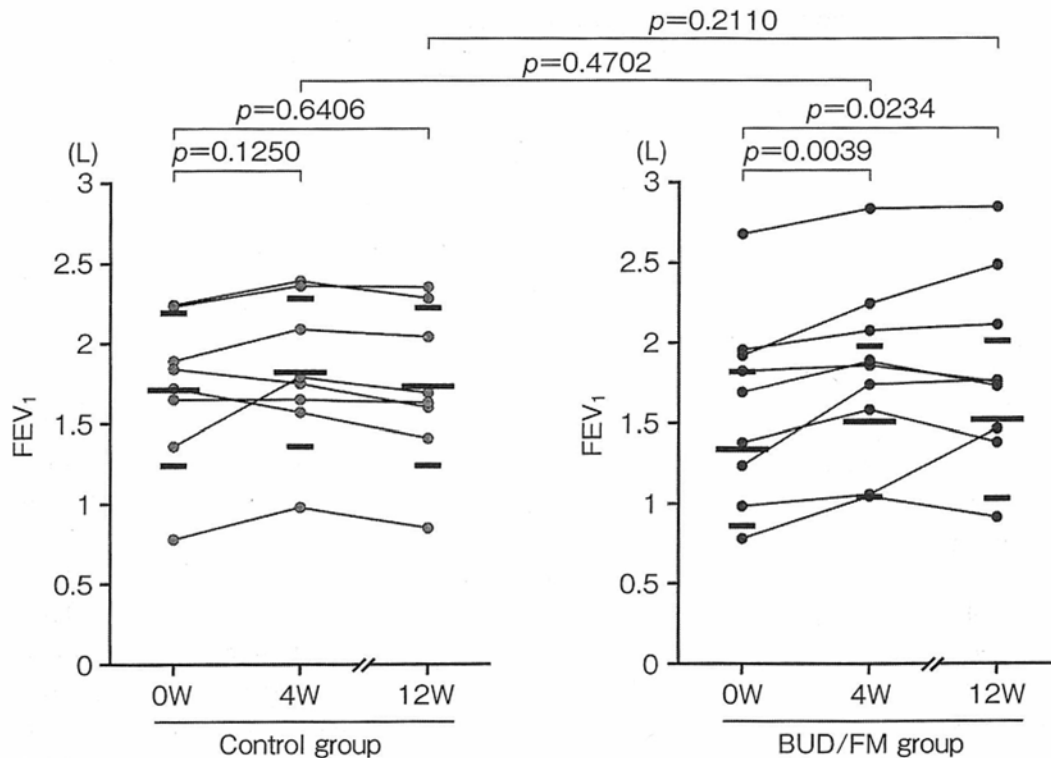 p=0.2110
p=0.4702
p=0.6406
p=0.0234
(L)
p=0.1250
(L)
p=0.0039
3
2.5
2
1.5
1
0.5
0
FEV1
0W
4W
12W
Control group
3
2.5
2
1.5
1
0.5
0
FEV1
0W
4W
12W
BUD/FM group